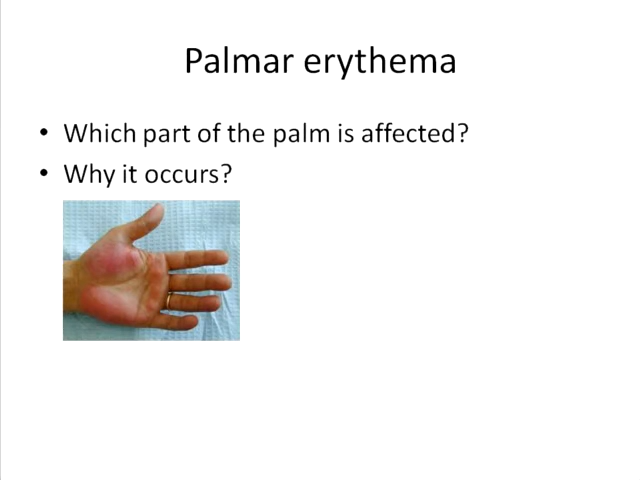 Palmar erythema
• Which part of the palm is affected?
• Why it occurs?